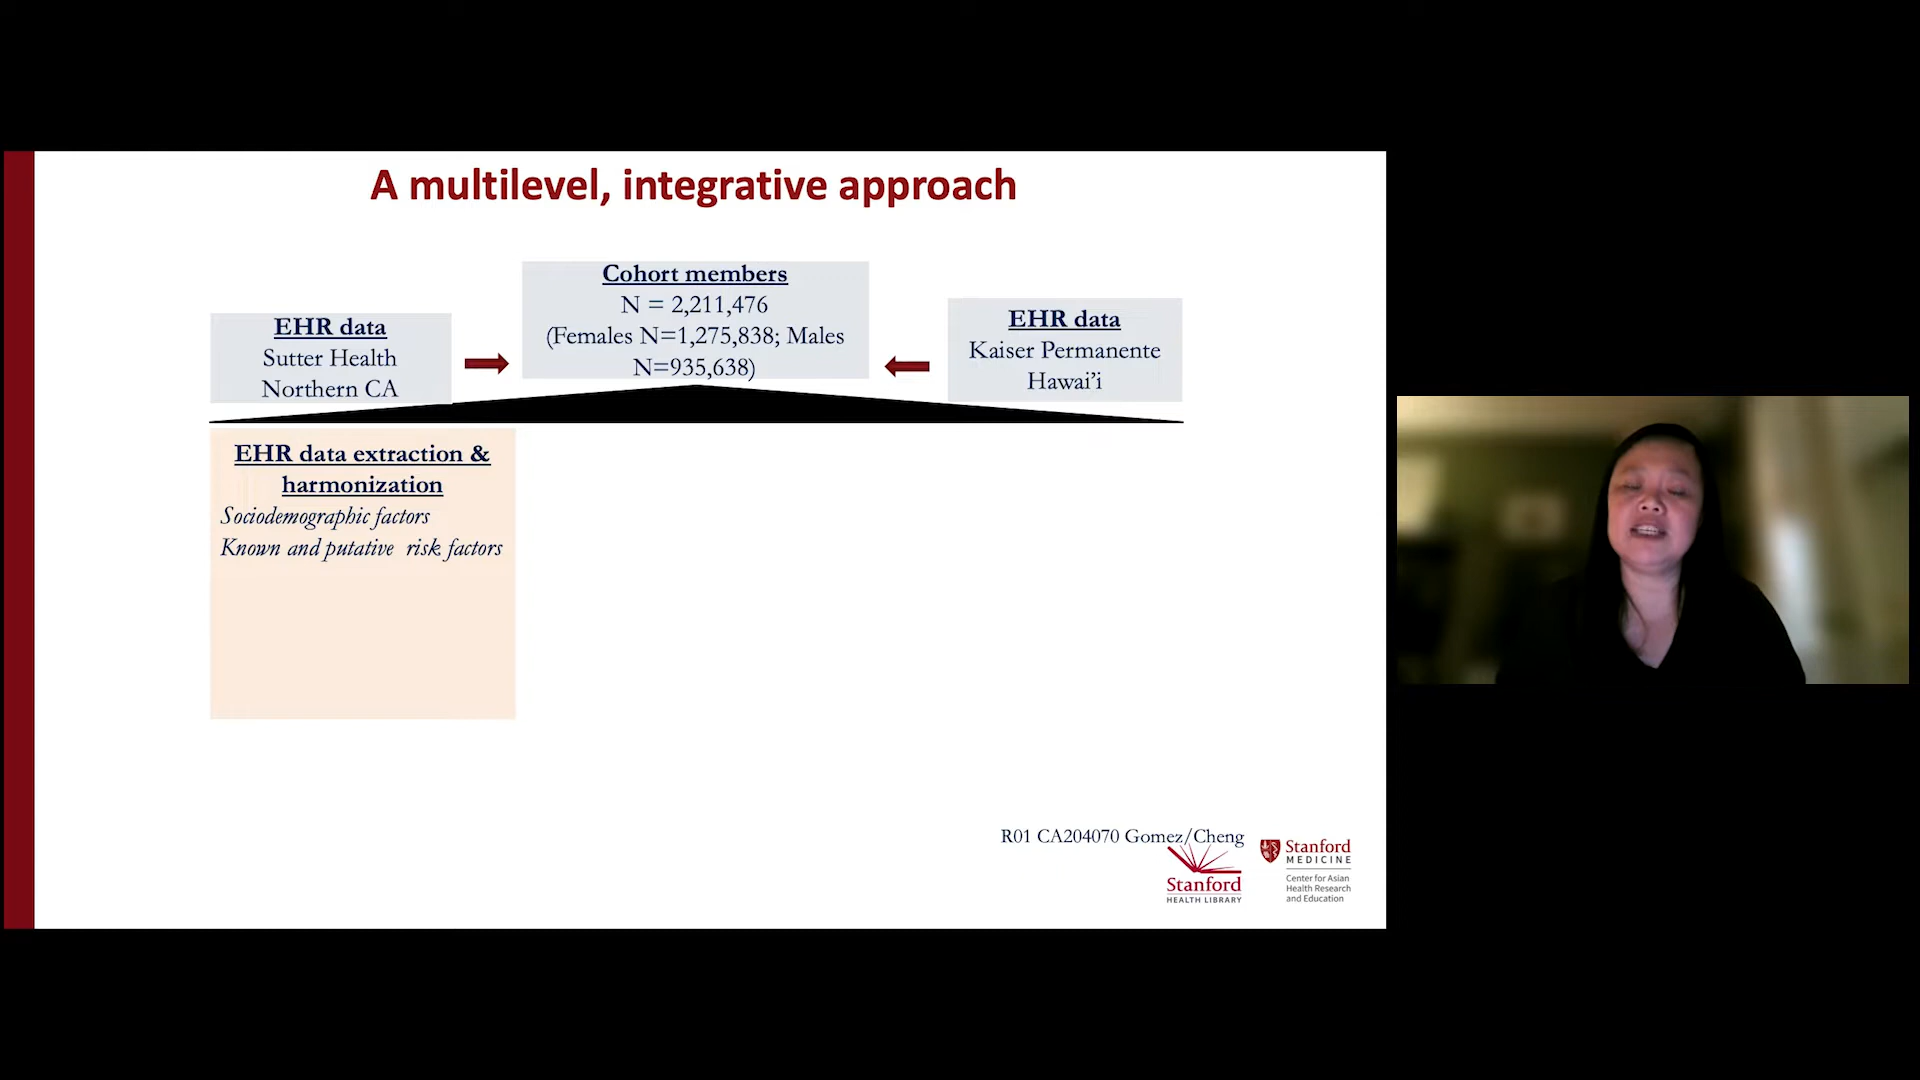 A multilevel, integrative approach
EHR data
Sutter Health
Northern CA
Cohort members
N = 2,211,476
(Females N=1,275,838; Males
N=935,638)
EHR data
Kaiser Permanente
Hawai’i
EHR data extraction &
harmonization
Sociodemographic factors
Known and putative  risk factors
R01 CA204070 Gomez/Cheng
Stanford
HEALTH LIBRARY
Stanford
MEDICINE
Center for Asian
Health Research
and Education